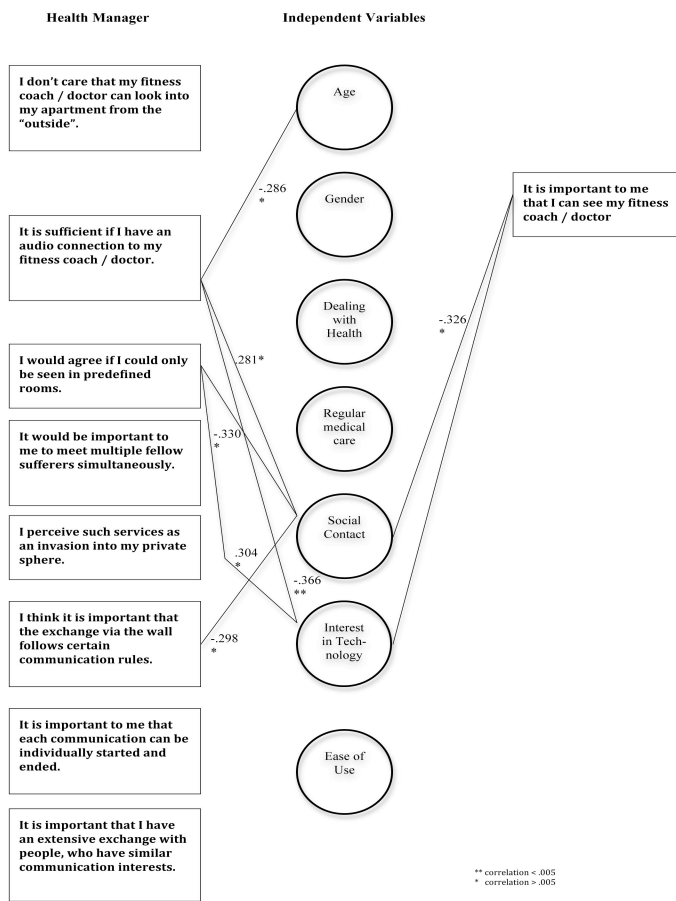 Health Manager
Independent Variables
I don’t care that my fitness
coach / doctor can look into
my apartment from the
“outside”.
It is sufficient if I have an
audio connection to my
fitness coach / doctor.
I would agree if I could only
be seen in predefined
rooms.
It would be important to
me to meet multiple fellow
sufferers simultaneously.
I perceive such services as
an invasion into my private
sphere.
I think it is important that
the exchange via the wall
follows certain
communication rules.
It is important to me that
each communication can be
individually started and
ended.
It is important that I have
an extensive exchange with
people, who have similar
communication interests.
-.286
*
.281*
-.330
*
.304
*
-.366
**
-.298
*
Age
Gender
Dealing
with
Health
Regular
medical
care
Social
Contact
Interest
in Tech-
nology
Ease of
Use
-.326
*
It is important to me
that I can see my fitness
coach / doctor
** correlation < .005
* correlation > .005